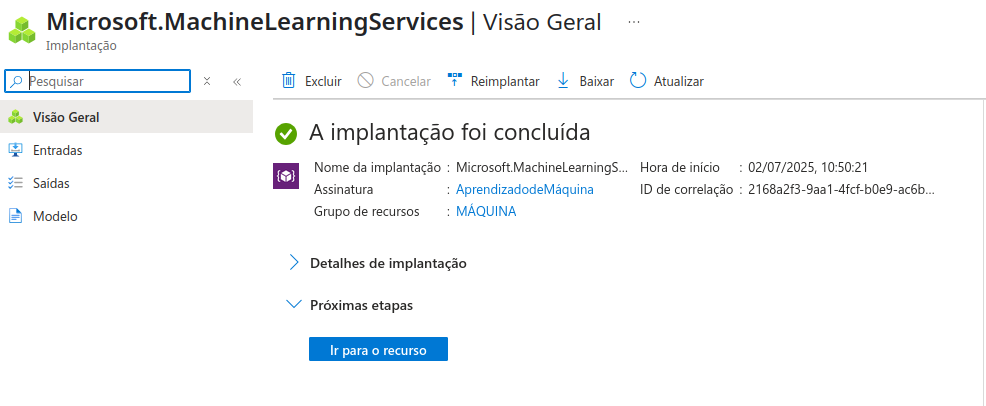 Microsoft.MachineLearningServices | Visão Geral ...
Implantação
Pesquisar
Excluir Cancelar Reimplantar Baixar Atualizar
Visão Geral
Entradas
Saídas
Modelo
A implantação foi concluída
Nome da implantação : Microsoft.MachineLearningS... Hora de início : 02/07/2025, 10:50:21
Assinatura : AprendizadodeMáquina ID de correlação : 2168a2f3-9aa1-4fcf-b0e9-ac6b...
Grupo de recursos : MÁQUINA
Detalhes de implantação
Próximas etapas
Ir para o recurso